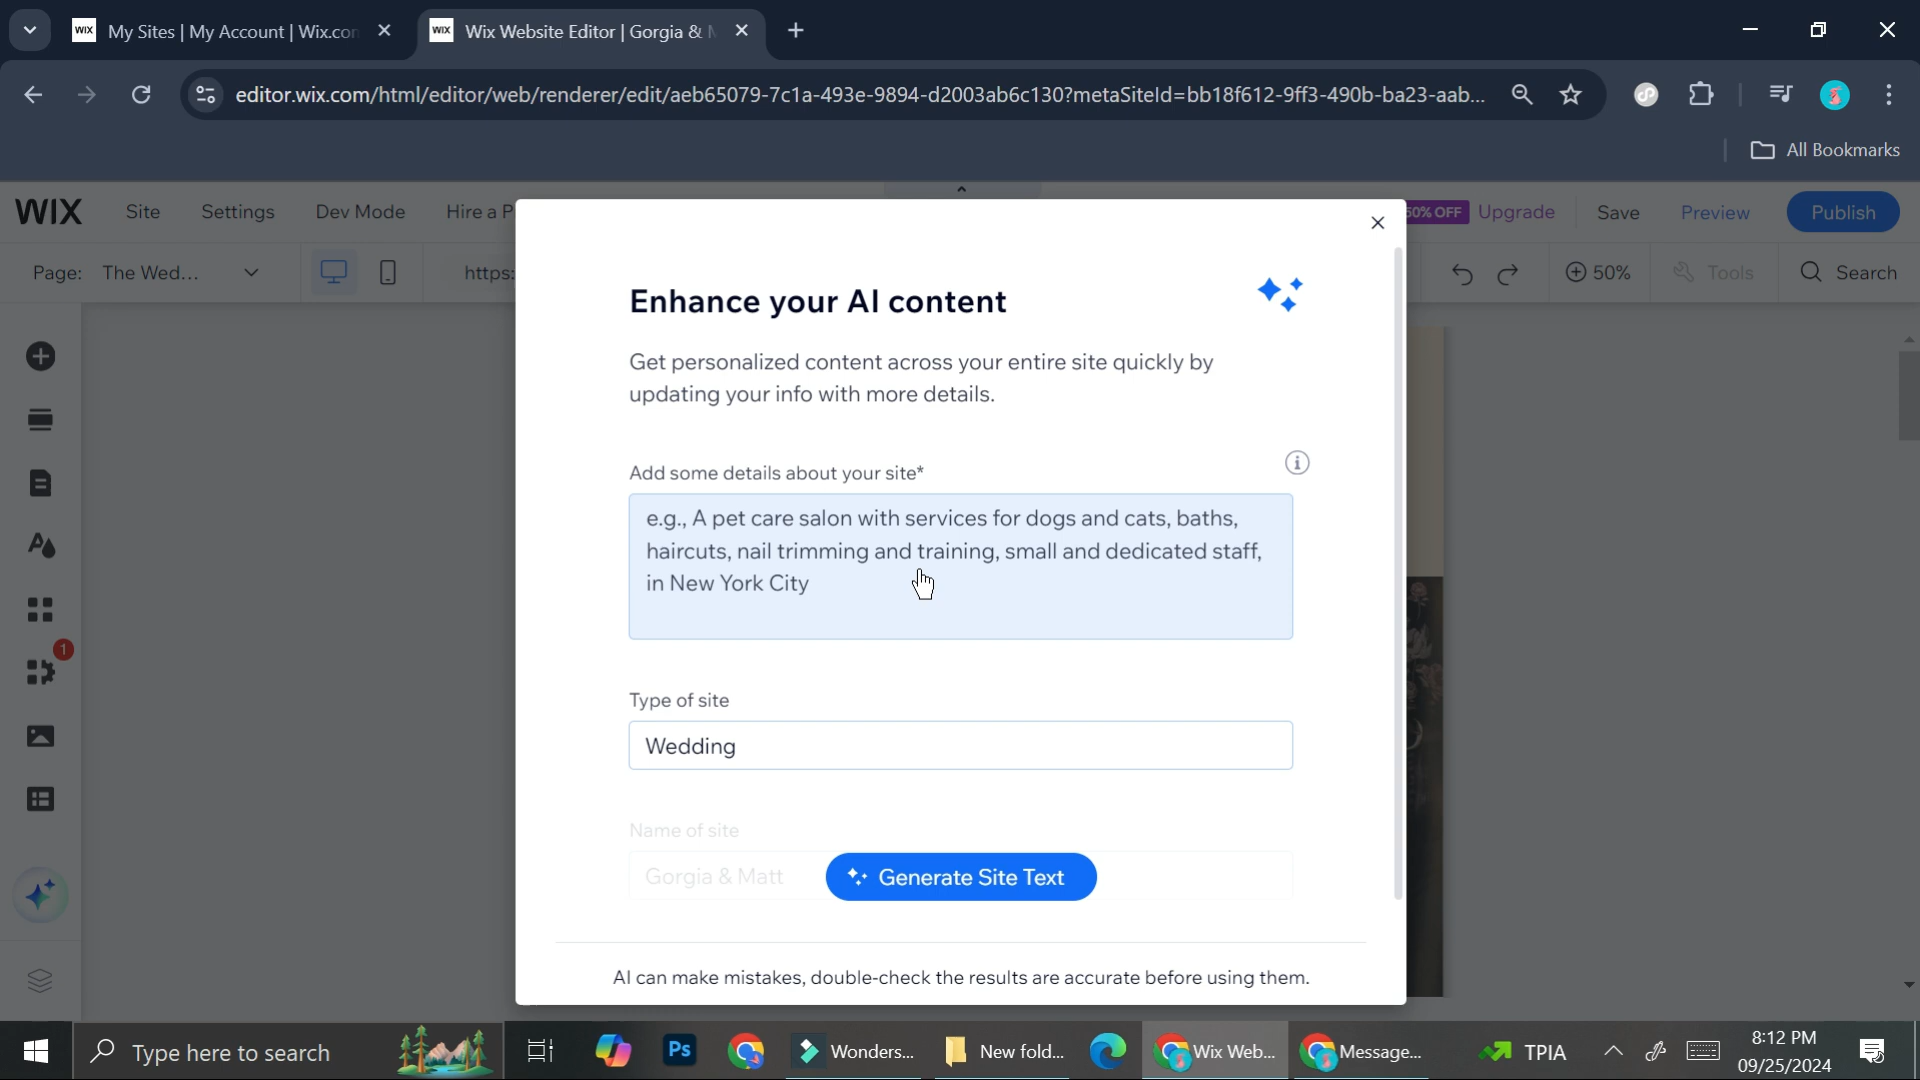 WIX My Sites | My Account | Wix.com
WIX Wix Website Editor | Gorgia &
editor.wix.com/html/editor/web/renderer/edit/aeb65079-7c1a-493e-9894-d2003ab6c130?metaSiteId=bb18f612-9ff3-490b-ba23-aab...
All Bookmarks
WIX Site Settings Dev Mode Hire a P 50% OFF Upgrade Save Preview Publish
Page: The Wed... https: 50% Tools Search
Enhance your AI content
Get personalized content across your entire site quickly by
updating your info with more details.
Add some details about your site*
e.g., A pet care salon with services for dogs and cats, baths,
haircuts, nail trimming and training, small and dedicated staff,
in New York City
1
Type of site
Wedding
Name of site
Gorgia & Matt
Generate Site Text
AI can make mistakes, double-check the results are accurate before using them.
Type here to search Ps Wonders... New fold... Wix Web... Message... TPIA 8:12 PM
09/25/2024